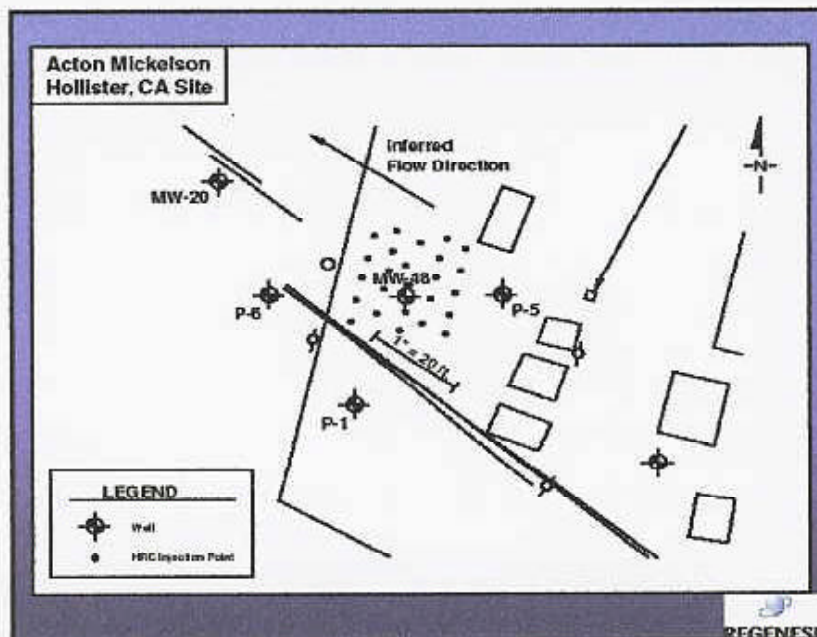 Acton Mickelson
Hollister, CA Site
Inferred
Flow Direction
-N-
MW-20
MW-48
P-6
P-5
1" = 20 ft
P-1
LEGEND
Well
HRC Injection Point
REGENESI